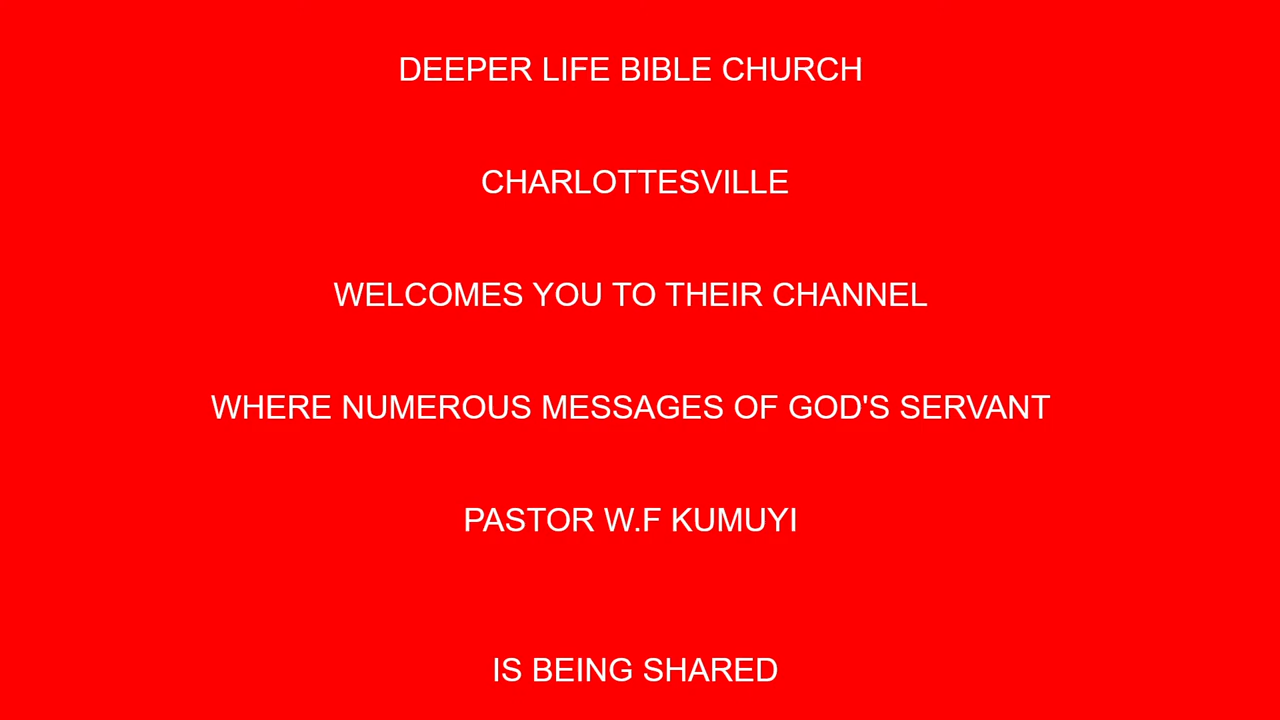 DEEPER LIFE BIBLE CHURCH
CHARLOTTESVILLE
WELCOMES YOU TO THEIR CHANNEL
WHERE NUMEROUS MESSAGES OF GOD'S SERVANT
PASTOR W.F KUMUYI
IS BEING SHARED